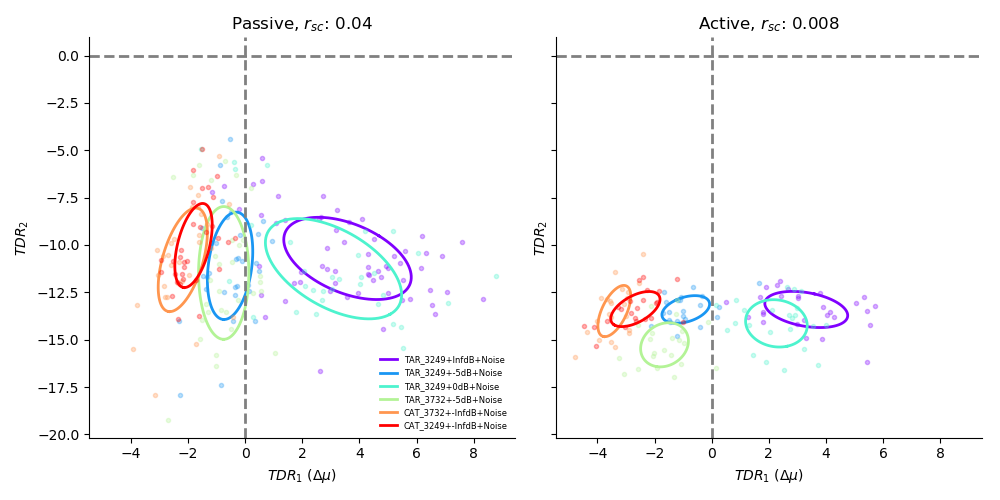 Passive, r_sc: 0.04
Active, r_sc: 0.008
TDR_2
0.0
−2.5
−5.0
−7.5
−10.0
−12.5
−15.0
−17.5
−20.0
TAR_3249+InfdB+Noise
TAR_3249+-5dB+Noise
TAR_3249+0dB+Noise
TAR_3732+-5dB+Noise
CAT_3732+-InfdB+Noise
CAT_3249+-InfdB+Noise
−4 −2 0 2 4 6 8
TDR_1 (Δμ)
TDR_2
−4 −2 0 2 4 6 8
TDR_1 (Δμ)